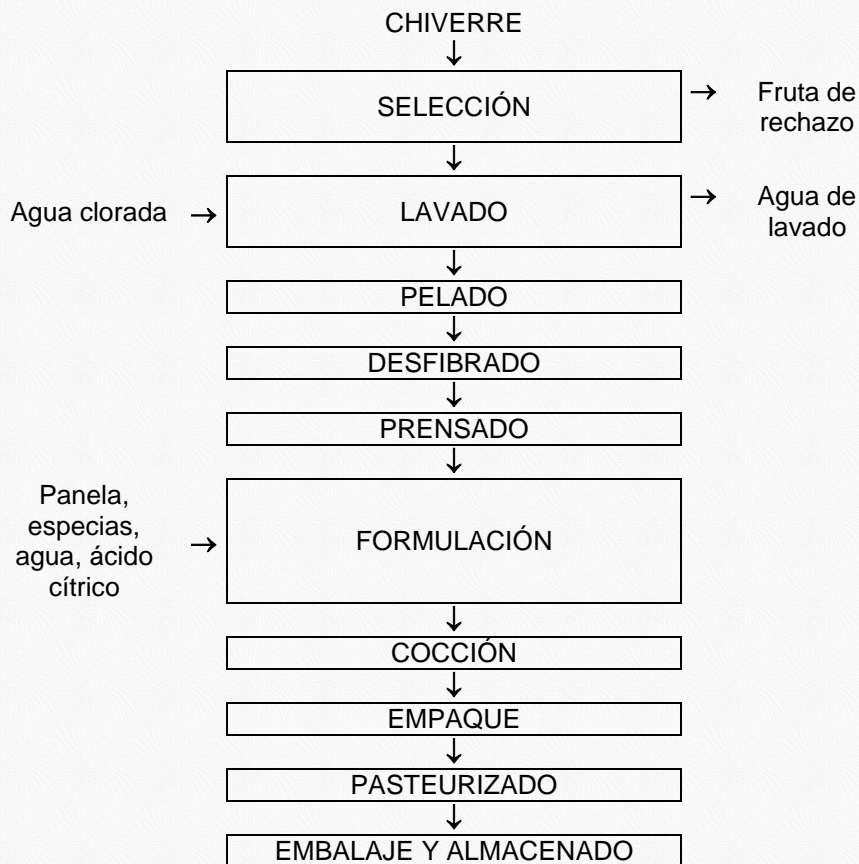 CHIVERRE
↓
SELECCIÓN
→
Fruta de
rechazo
↓
Agua clorada
→
LAVADO
→
Agua de
lavado
↓
PELADO
↓
DESFIBRADO
↓
PRENSADO
↓
Panela,
especias,
agua, ácido
cítrico
→
FORMULACIÓN
↓
COCCIÓN
↓
EMPAQUE
↓
PASTEURIZADO
↓
EMBALAJE Y ALMACENADO